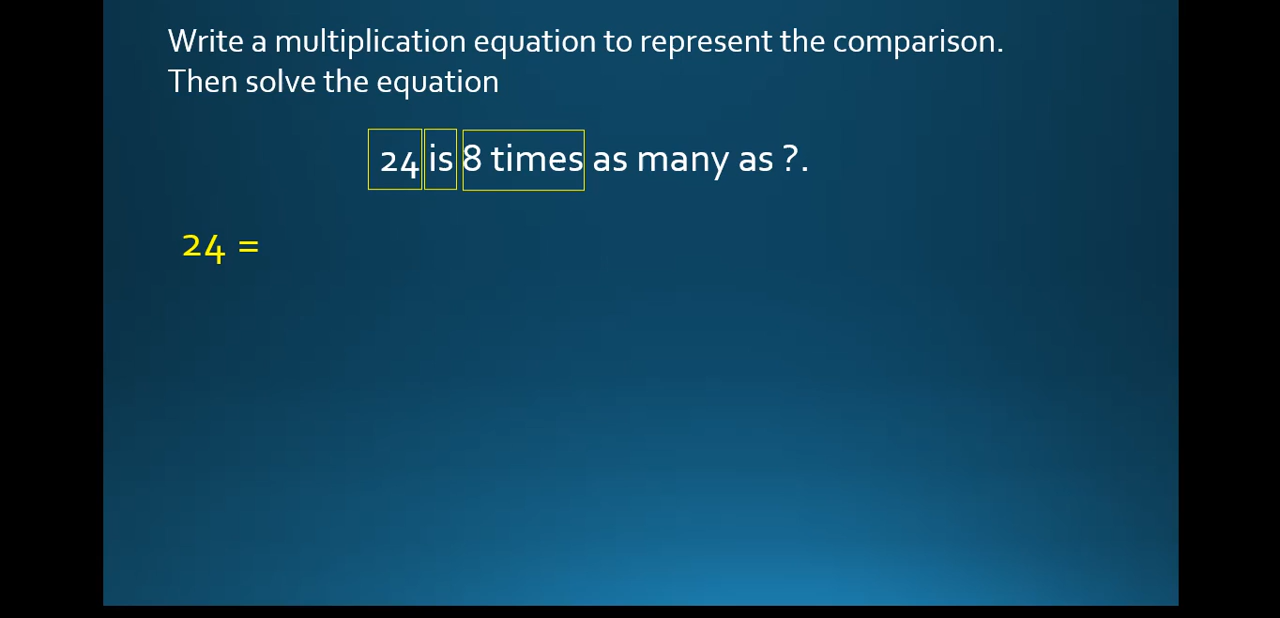 Write a multiplication equation to represent the comparison.
Then solve the equation
24 is 8 times as many as ?.
24 =